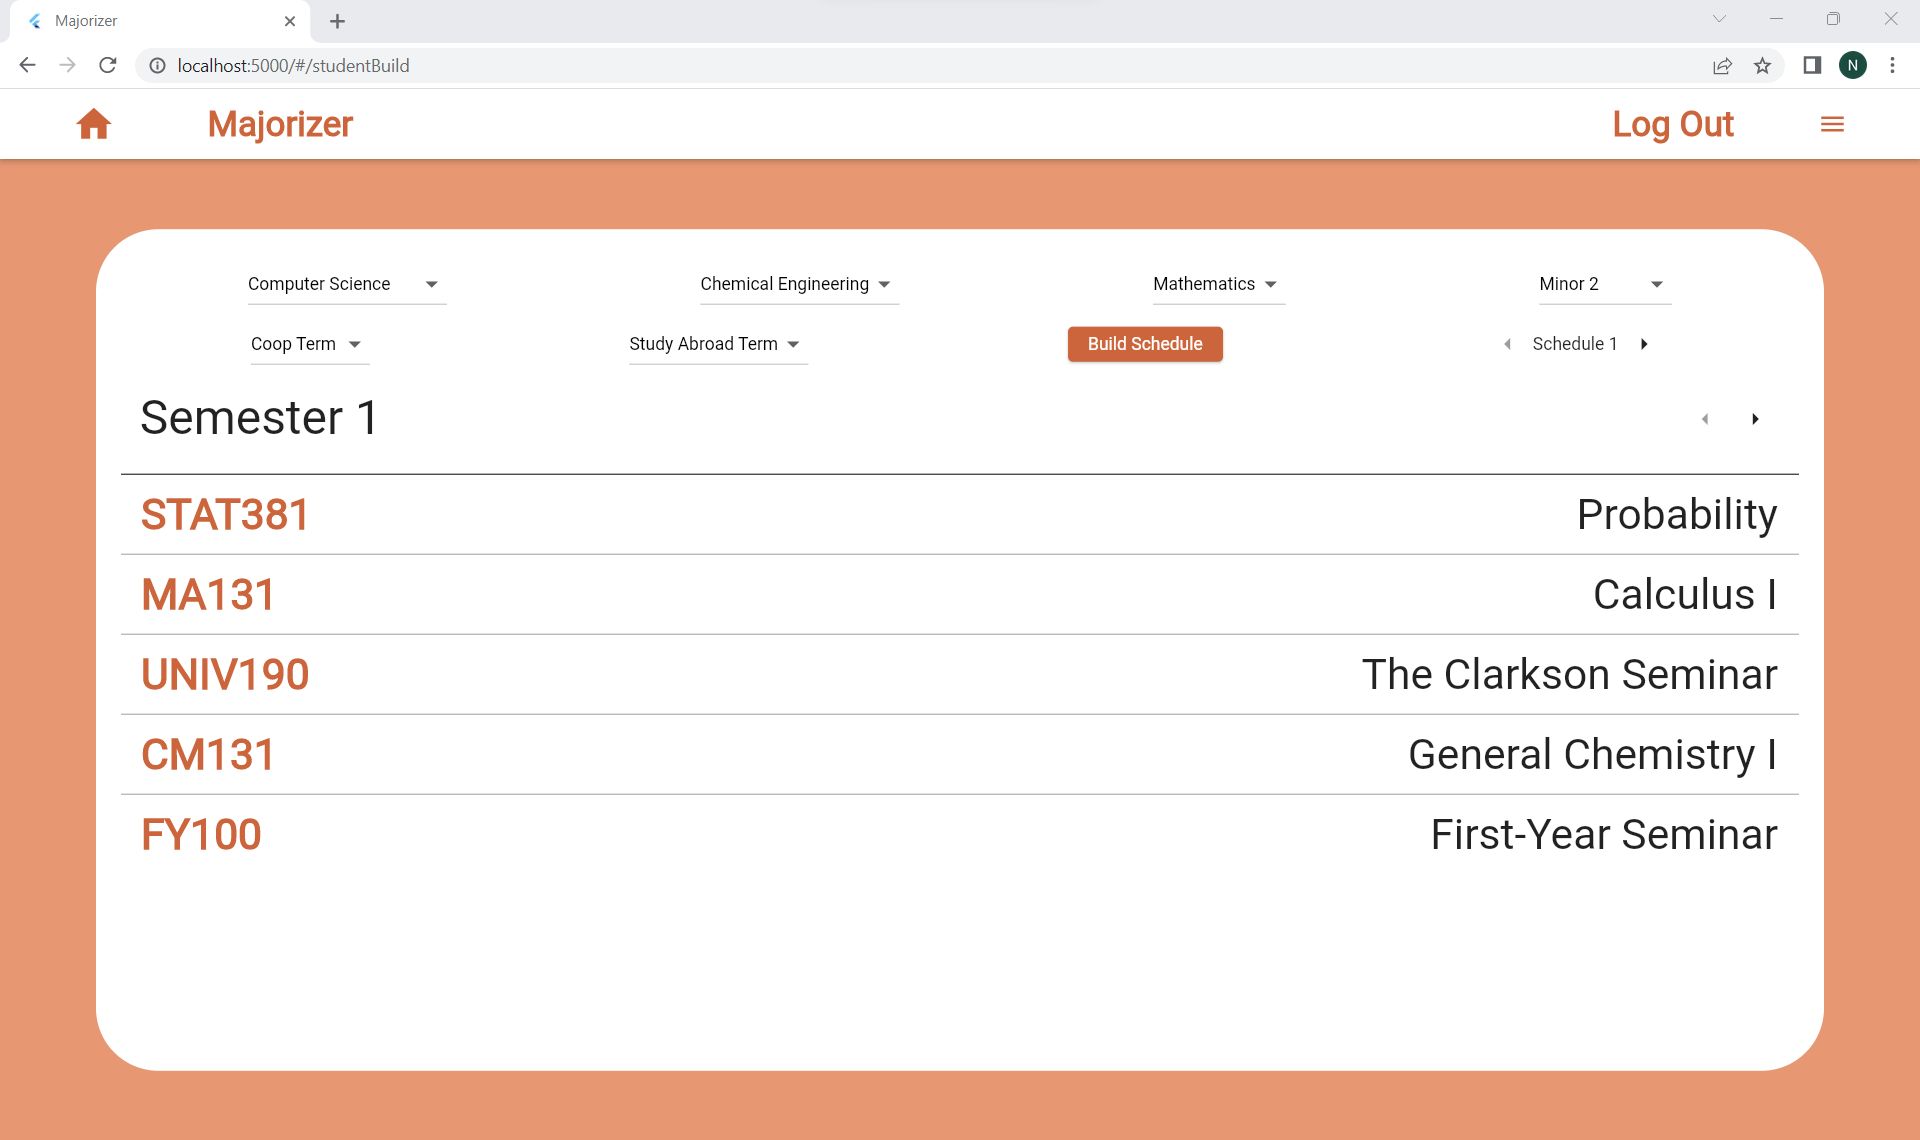 Majorizer
localhost:5000/#/studentBuild
N
Majorizer Log Out
Computer Science Chemical Engineering Mathematics Minor 2
Coop Term Study Abroad Term Build Schedule Schedule 1
Semester 1
STAT381 Probability
MA131 Calculus I
UNIV190 The Clarkson Seminar
CM131 General Chemistry I
FY100 First-Year Seminar